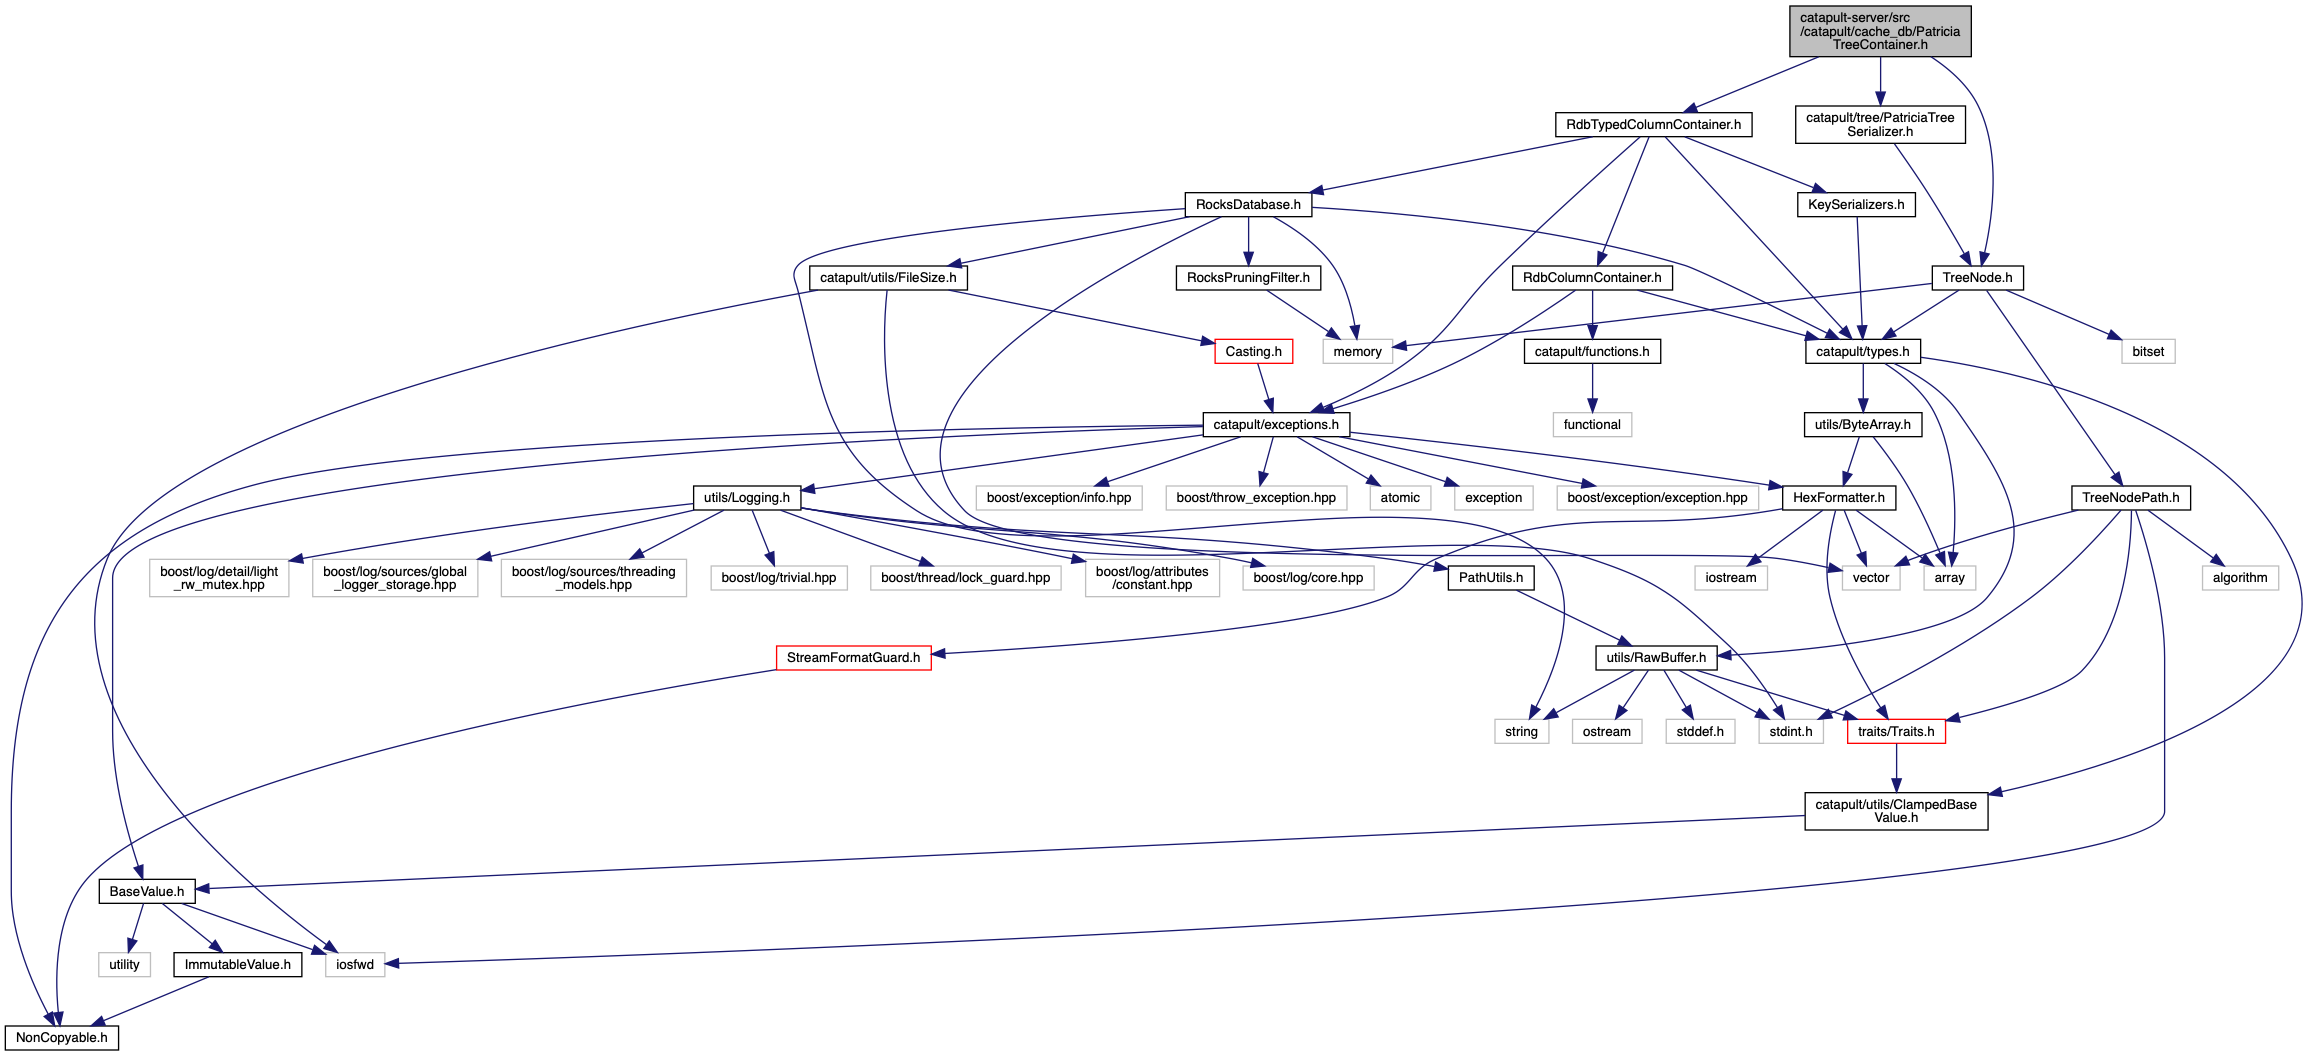 catapult-server/src
/catapult/cache_db/Patricia
TreeContainer.h
RdbTypedColumnContainer.h
catapult/tree/PatriciaTree
Serializer.h
RocksDatabase.h
KeySerializers.h
catapult/utils/FileSize.h
RocksPruningFilter.h
RdbColumnContainer.h
TreeNode.h
Casting.h
memory
catapult/functions.h
catapult/types.h
bitset
catapult/exceptions.h
functional
utils/ByteArray.h
utils/Logging.h
boost/exception/info.hpp
boost/throw_exception.hpp
atomic
exception
boost/exception/exception.hpp
HexFormatter.h
TreeNodePath.h
boost/log/detail/light
_rw_mutex.hpp
boost/log/sources/global
_logger_storage.hpp
boost/log/sources/threading
_models.hpp
boost/log/trivial.hpp
boost/thread/lock_guard.hpp
boost/log/attributes
/constant.hpp
boost/log/core.hpp
PathUtils.h
iostream
vector
array
algorithm
StreamFormatGuard.h
utils/RawBuffer.h
string
ostream
stddef.h
stdint.h
traits/Traits.h
catapult/utils/ClampedBase
Value.h
BaseValue.h
utility
ImmutableValue.h
iosfwd
NonCopyable.h